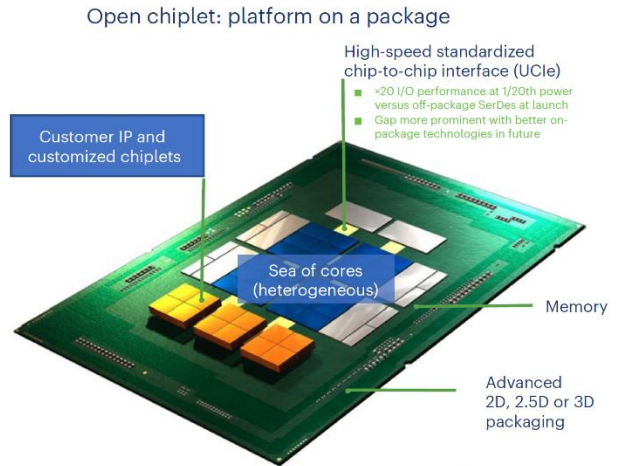 Open chiplet: platform on a package
High-speed standardized
chip-to-chip interface (UCIe)
×20 I/O performance at 1/20th power
versus off-package SerDes at launch
Gap more prominent with better on-
package technologies in future
Customer IP and
customized chiplets
Sea of cores
(heterogeneous)
Memory
Advanced
2D, 2.5D or 3D
packaging